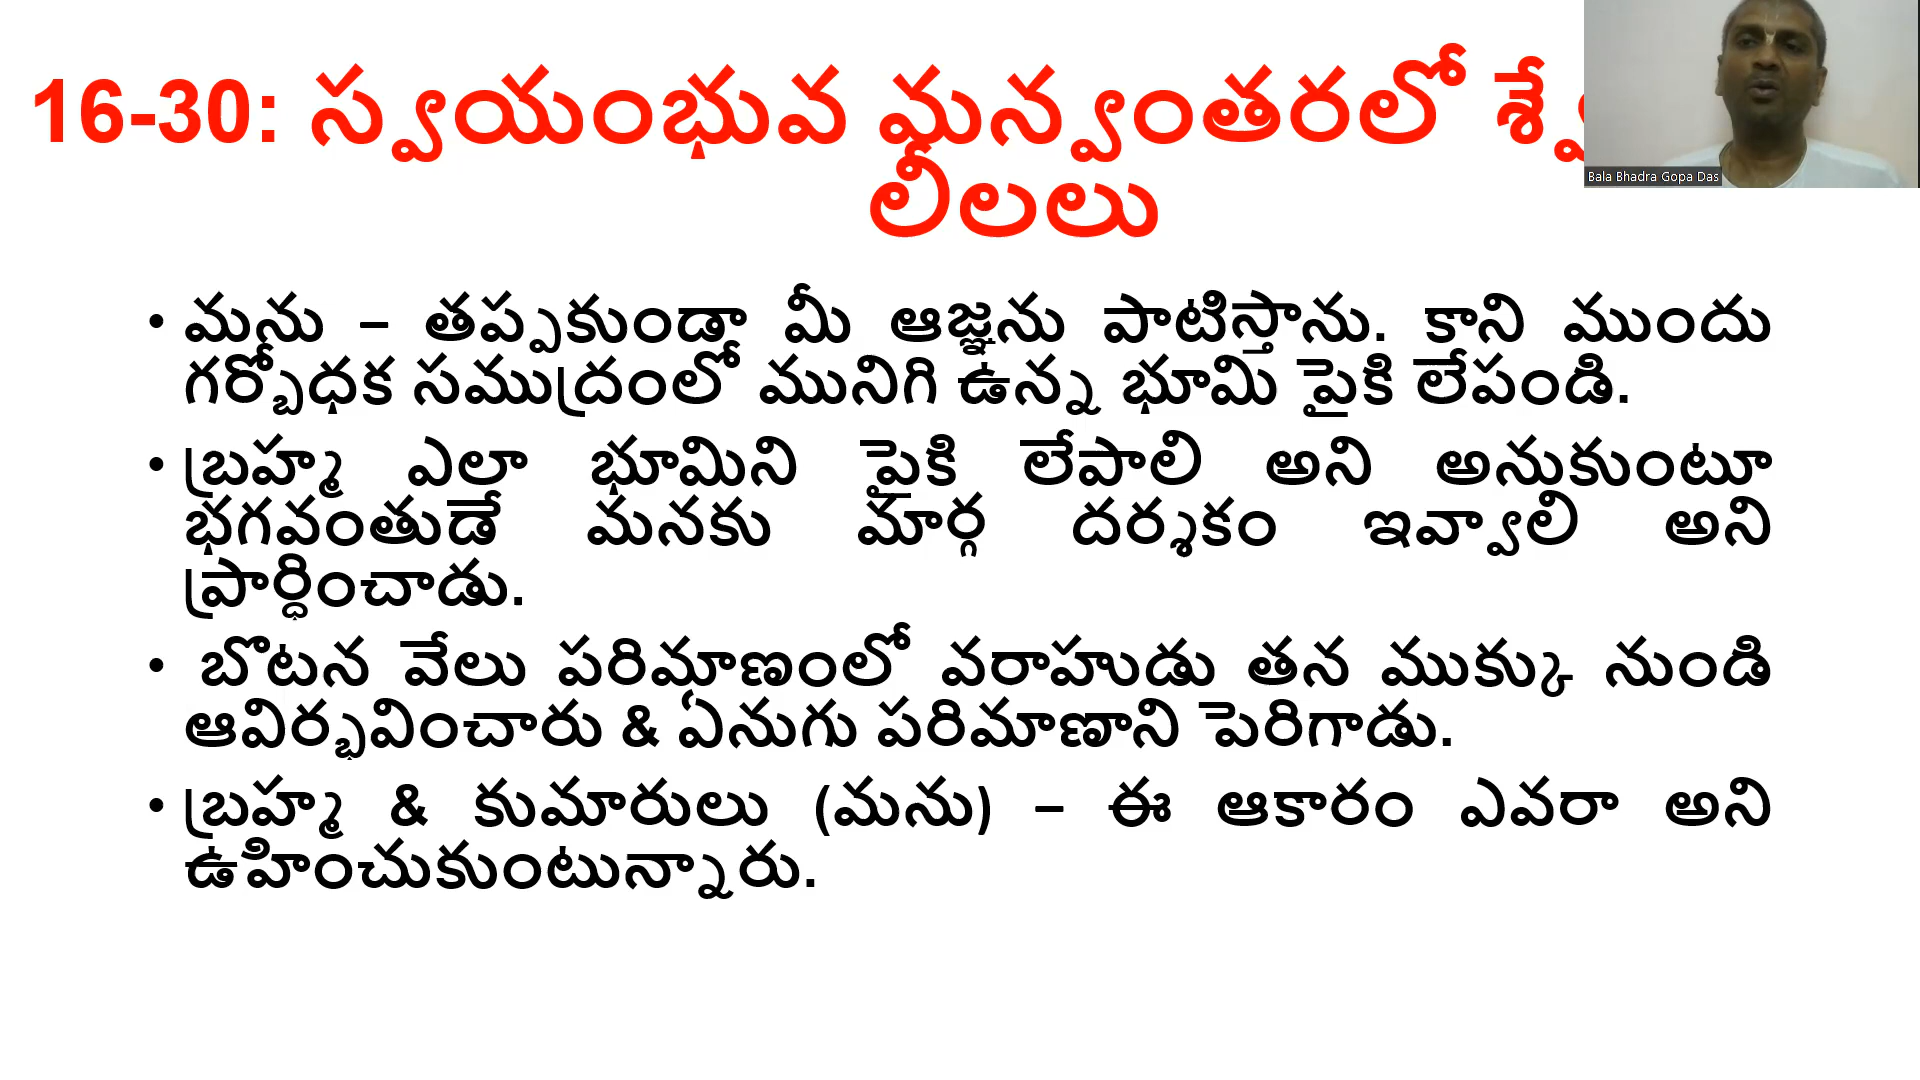 16-30: స్వయంభువ మన్వంతరలో
లీలలు
Bala Bhadra Gopa Das
• మను – తప్పకుండా మీ ఆజ్ఞను పాటిస్తాను. కాని ముందు
గర్భోధక సముద్రంలో మునిగి ఉన్న భూమి పైకి లేపండి.
• బ్రహ్మ ఎలా భూమిని పైకి లేపాలి అని అనుకుంటూ
భగవంతుడే మనకు మార్గ దర్శకం ఇవ్వాలి అని
ప్రార్ధించాడు.
• బొటన వేలు పరిమాణంలో వరాహుడు తన ముక్కు నుండి
ఆవిర్భవించారు & ఏనుగు పరిమాణాని పెరిగాడు.
• బ్రహ్మ & కుమారులు (మను) – ఈ ఆకారం ఎవరా అని
ఉహించుకుంటున్నారు.